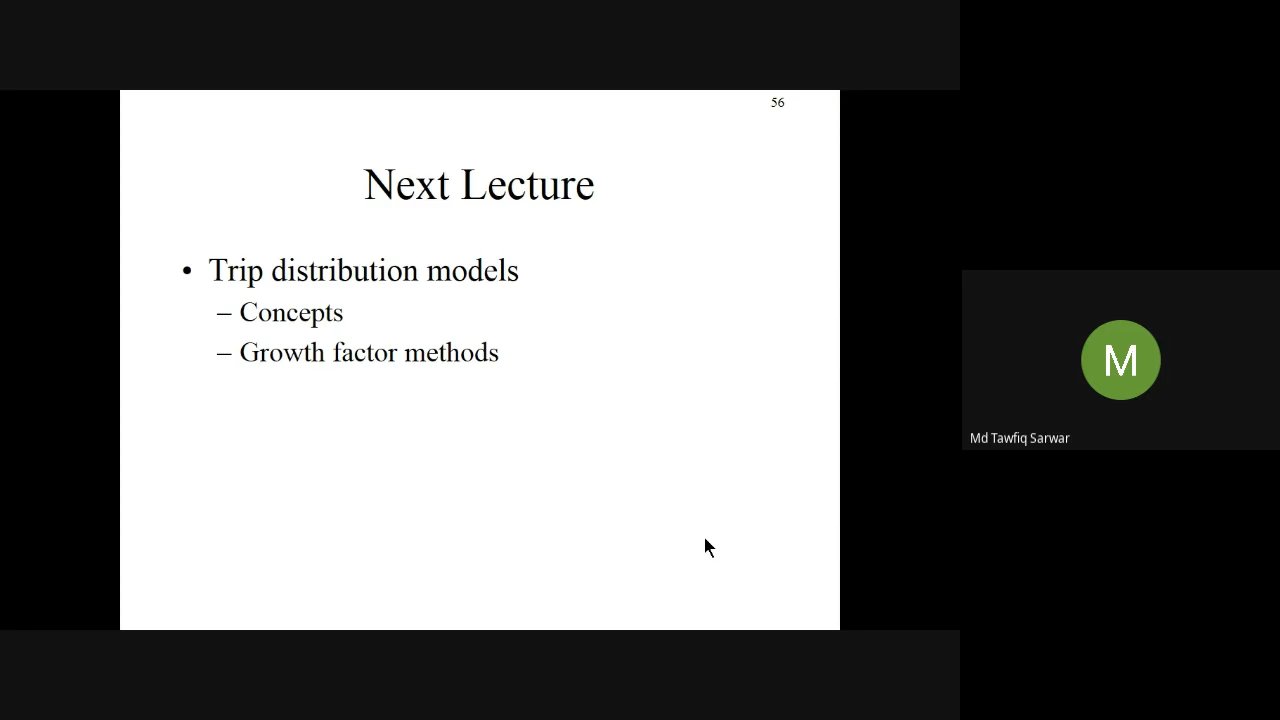 56
Next Lecture
• Trip distribution models
– Concepts
– Growth factor methods
M
Md Tawfiq Sarwar